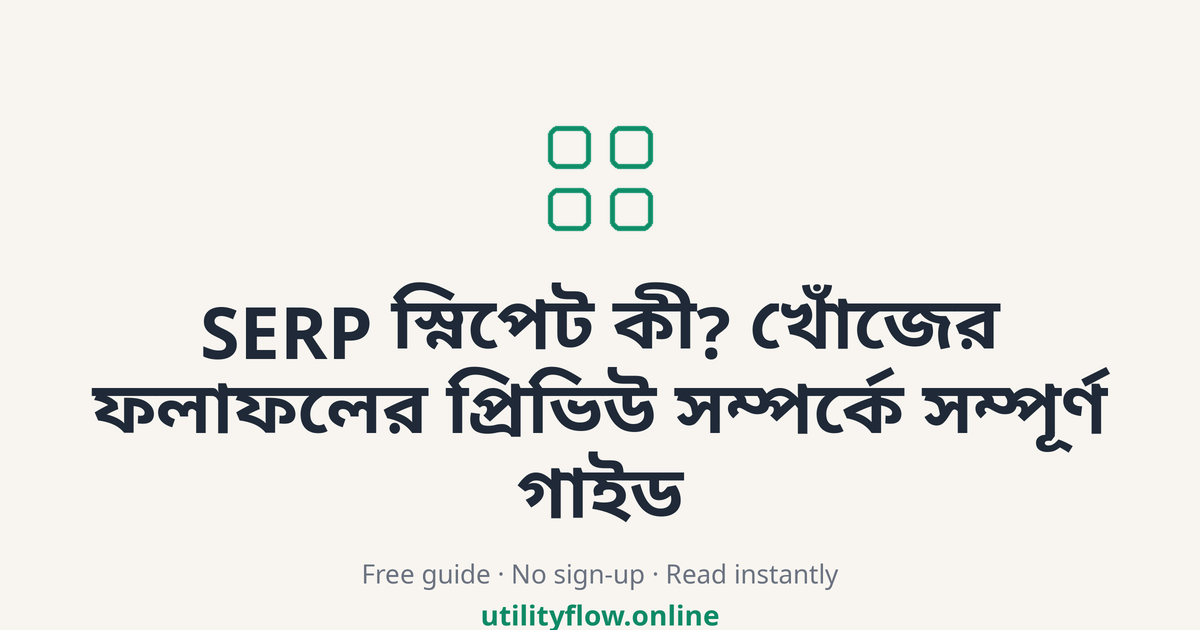 SERP স্নিপেট কী? খোঁজের
ফলাফলের প্রিভিউ সম্পর্কে সম্পূর্ণ
গাইড
Free guide · No sign-up · Read instantly
utilityflow.online